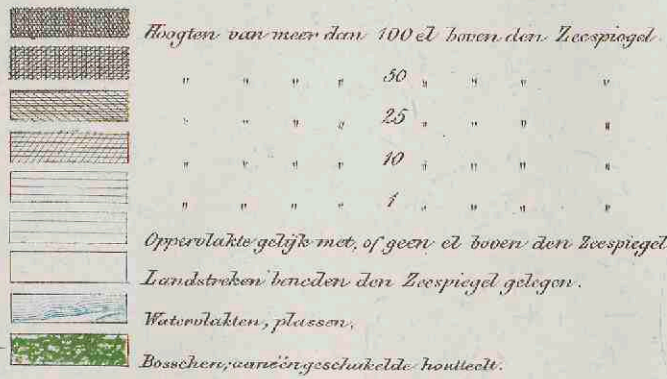 Hoogten van meer dan 100 el boven den Zeespiegel.
" " " " 50 " " " "
" " " " 25 " " " "
" " " " 10 " " " "
" " " " 1 " " " "
Oppervlakte gelijk met, of geen el boven den Zeespiegel
Landstreken beneden den Zeespiegel gelegen.
Watervlakten, plassen,
Bosschen, aanééngeschakelde houtteelt.